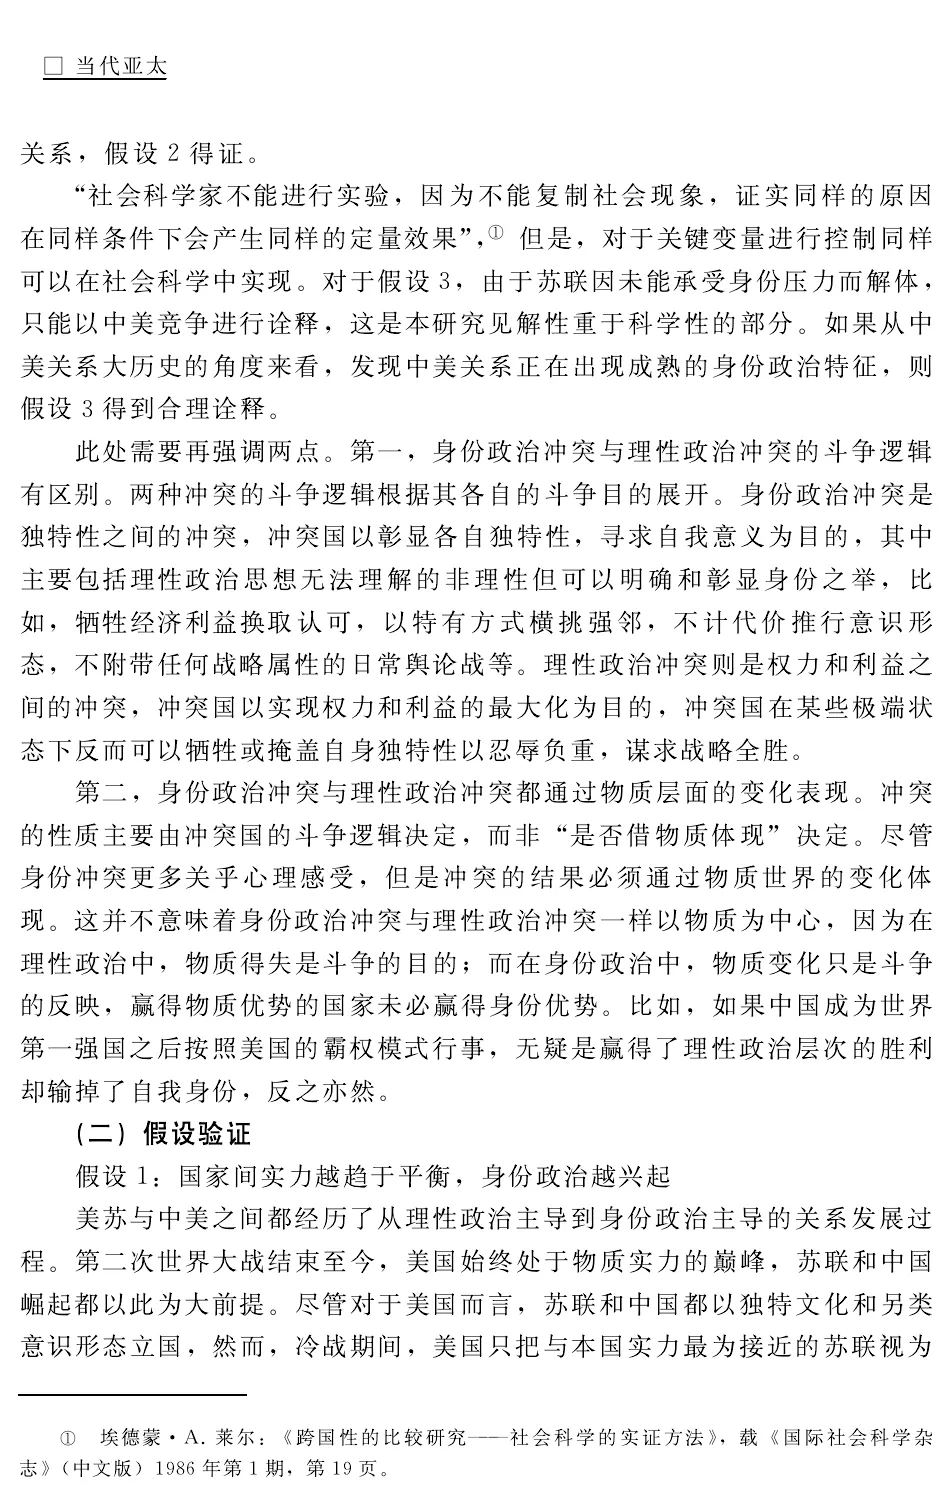 □ 当代亚太
关系，假设 2 得证。
“社会科学家不能进行实验，因为不能复制社会现象，证实同样的原因
在同样条件下会产生同样的定量效果”，① 但是，对于关键变量进行控制同样
可以在社会科学中实现。对于假设 3，由于苏联因未能承受身份压力而解体，
只能以中美竞争进行诠释，这是本研究见解性重于科学性的部分。如果从中
美关系大历史的角度来看，发现中美关系正在出现成熟的身份政治特征，则
假设 3 得到合理诠释。
此处需要再强调两点。第一，身份政治冲突与理性政治冲突的斗争逻辑
有区别。两种冲突的斗争逻辑根据其各自的斗争目的展开。身份政治冲突是
独特性之间的冲突，冲突国以彰显各自独特性，寻求自我意义为目的，其中
主要包括理性政治思想无法理解的非理性但可以明确和彰显身份之举，比
如，牺牲经济利益换取认可，以特有方式横挑强邻，不计代价推行意识形
态，不附带任何战略属性的日常舆论战等。理性政治冲突则是权力和利益之
间的冲突，冲突国以实现权力和利益的最大化为目的，冲突国在某些极端状
态下反而可以牺牲或掩盖自身独特性以忍辱负重，谋求战略全胜。
第二，身份政治冲突与理性政治冲突都通过物质层面的变化表现。冲突
的性质主要由冲突国的斗争逻辑决定，而非“是否借物质体现”决定。尽管
身份冲突更多关乎心理感受，但是冲突的结果必须通过物质世界的变化体
现。这并不意味着身份政治冲突与理性政治冲突一样以物质为中心，因为在
理性政治中，物质得失是斗争的目的；而在身份政治中，物质变化只是斗争
的反映，赢得物质优势的国家未必赢得身份优势。比如，如果中国成为世界
第一强国之后按照美国的霸权模式行事，无疑是赢得了理性政治层次的胜利
却输掉了自我身份，反之亦然。
（二）假设验证
假设 1：国家间实力越趋于平衡，身份政治越兴起
美苏与中美之间都经历了从理性政治主导到身份政治主导的关系发展过
程。第二次世界大战结束至今，美国始终处于物质实力的巅峰，苏联和中国
崛起都以此为大前提。尽管对于美国而言，苏联和中国都以独特文化和另类
意识形态立国，然而，冷战期间，美国只把与本国实力最为接近的苏联视为
① 埃德蒙·A. 莱尔：《跨国性的比较研究——社会科学的实证方法》，载《国际社会科学杂
志》（中文版）1986 年第 1 期，第 19 页。